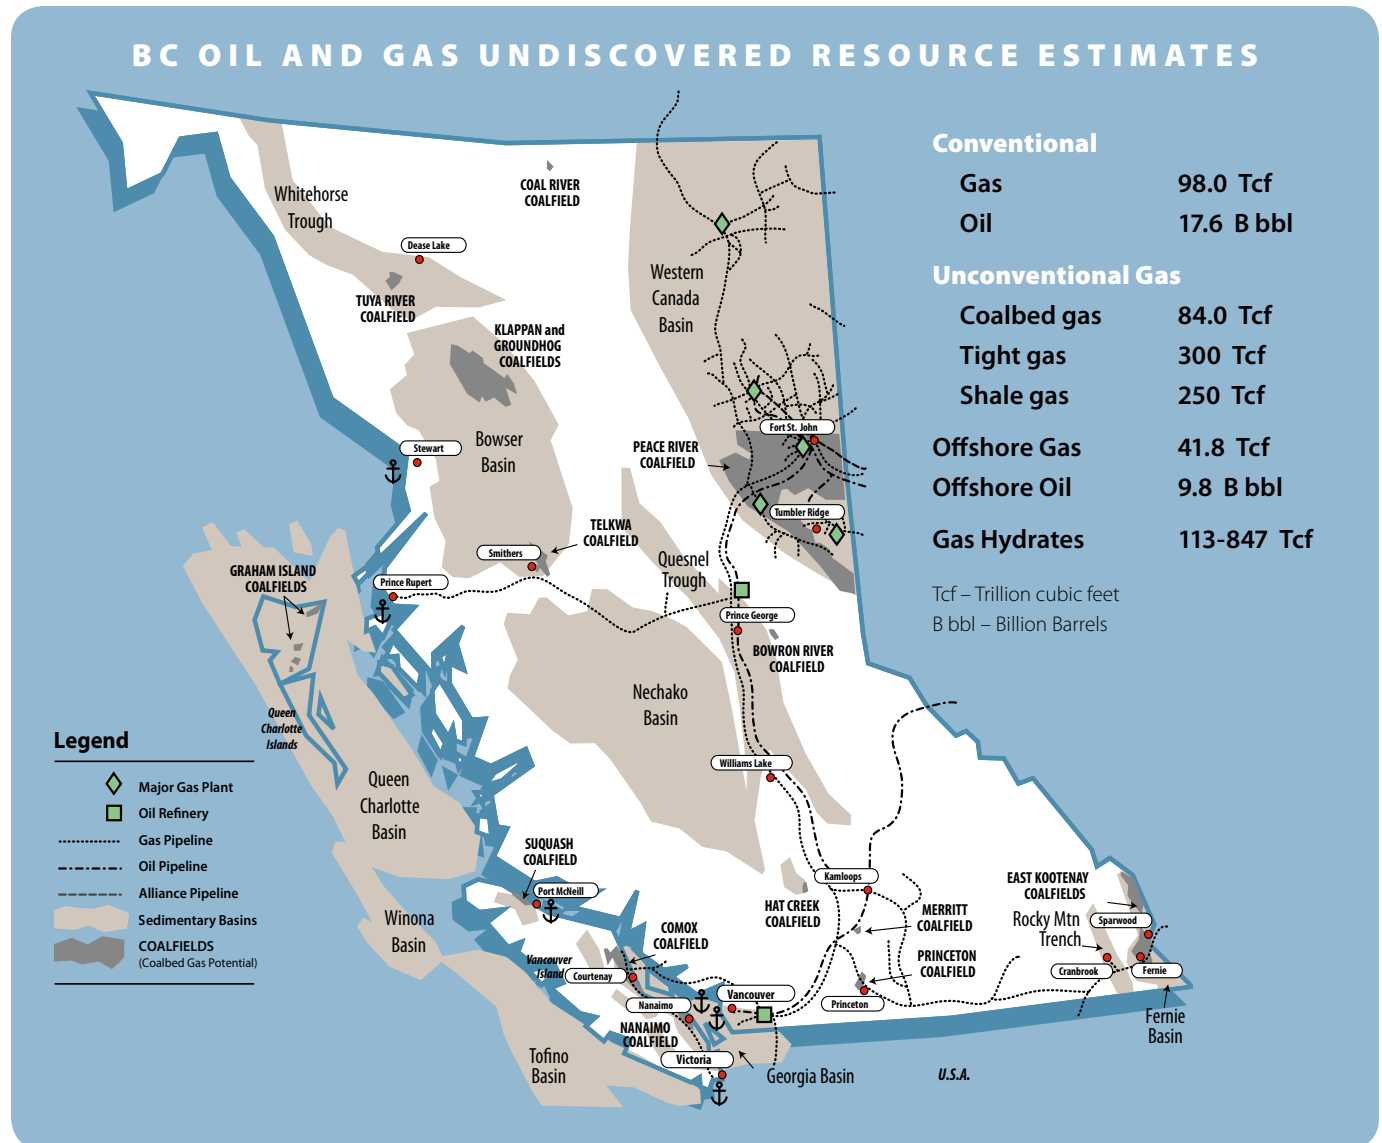 BC OIL AND GAS UNDISCOVERED RESOURCE ESTIMATES
Conventional
Gas 98.0 Tcf
Oil 17.6 B bbl
Unconventional Gas
Coalbed gas 84.0 Tcf
Tight gas 300 Tcf
Shale gas 250 Tcf
Offshore Gas 41.8 Tcf
Offshore Oil 9.8 B bbl
Gas Hydrates 113-847 Tcf
Tcf – Trillion cubic feet
B bbl – Billion Barrels
Whitehorse
Trough
COAL RIVER
COALFIELD
Dease Lake
TUYA RIVER
COALFIELD
Western
Canada
Basin
KLAPPAN and
GROUNDHOG
COALFIELDS
Bowser
Basin
Stewart
Fort St. John
PEACE RIVER
COALFIELD
Tumbler Ridge
TELKWA
COALFIELD
Smithers
Quesnel
Trough
GRAHAM ISLAND
COALFIELDS
Prince Rupert
Prince George
BOWRON RIVER
COALFIELD
Nechako
Basin
Queen
Charlotte
Islands
Queen
Charlotte
Basin
Williams Lake
Legend
Major Gas Plant
Oil Refinery
Gas Pipeline
Oil Pipeline
Alliance Pipeline
Sedimentary Basins
COALFIELDS
(Coalbed Gas Potential)
SUQUASH
COALFIELD
Port McNeill
Winona
Basin
Kamloops
HAT CREEK
COALFIELD
MERRITT
COALFIELD
EAST KOOTENAY
COALFIELDS
Rocky Mtn
Trench
Sparwood
COMOX
COALFIELD
Vancouver
Island
Courtenay
PRINCETON
COALFIELD
Cranbrook
Fernie
Nanaimo
Vancouver
Princeton
NANAIMO
COALFIELD
Fernie
Basin
Victoria
Tofino
Basin
Georgia Basin
U.S.A.